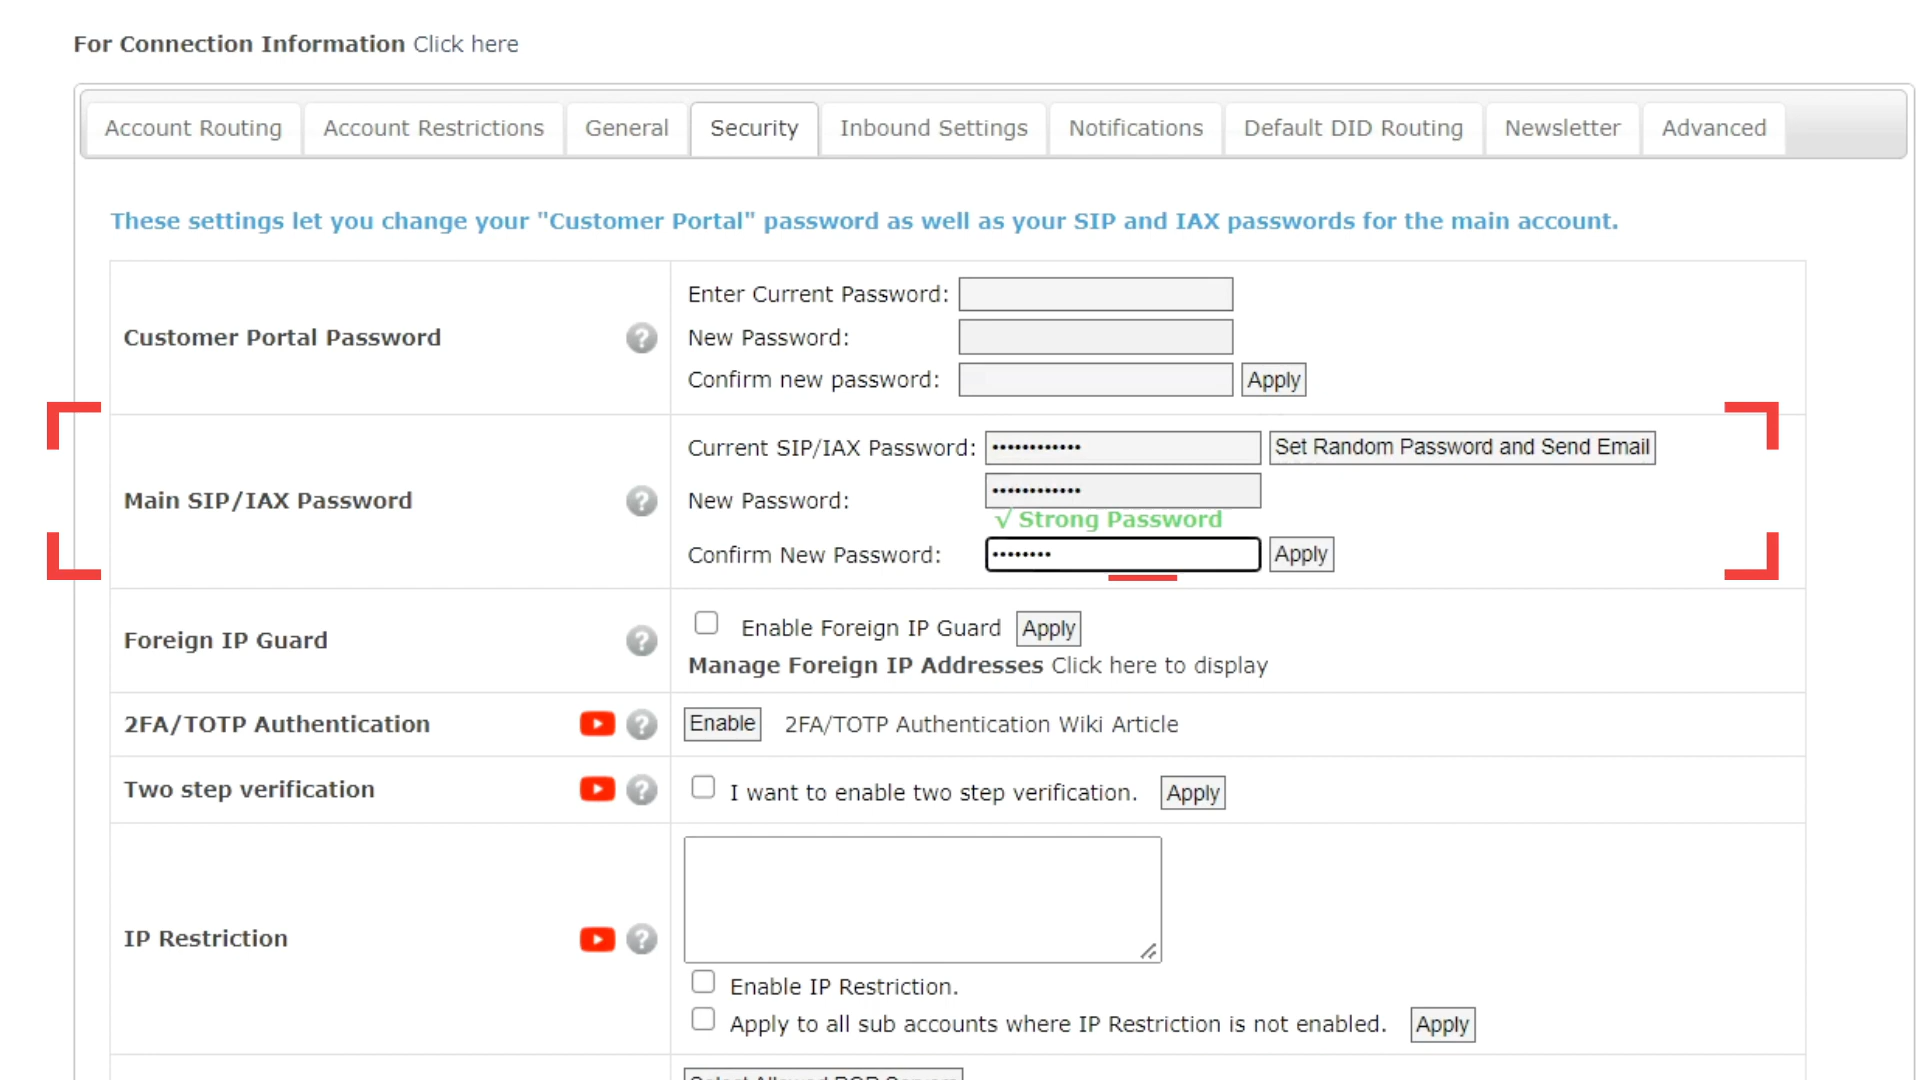 For Connection Information Click here
Account Routing Account Restrictions General Security Inbound Settings Notifications Default DID Routing Newsletter Advanced
These settings let you change your "Customer Portal" password as well as your SIP and IAX passwords for the main account.
Customer Portal Password
Enter Current Password:
New Password:
Confirm new password: Apply
Main SIP/IAX Password
Current SIP/IAX Password: •••••••••••• Set Random Password and Send Email
New Password: ••••••••••••
√ Strong Password
Confirm New Password: •••••••• Apply
Foreign IP Guard
Enable Foreign IP Guard Apply
Manage Foreign IP Addresses Click here to display
2FA/TOTP Authentication Enable 2FA/TOTP Authentication Wiki Article
Two step verification I want to enable two step verification. Apply
IP Restriction
Enable IP Restriction.
Apply to all sub accounts where IP Restriction is not enabled. Apply